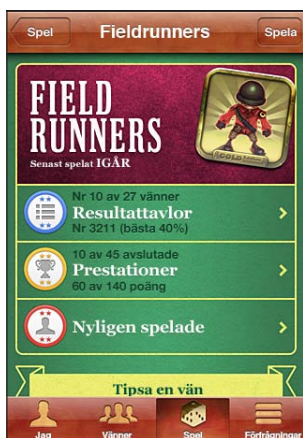 Spel Fieldrunners Spela
FIELD
RUNNERS
Senast spelat IGÅR
GOLD
Nr 10 av 27 vänner
Resultattavlor
Nr 3211 (bästa 40%)
10 av 45 avslutade
Prestationer
60 av 140 poäng
Nyligen spelade
Tipsa en vän
Jag Vänner Spel Förfrågningar